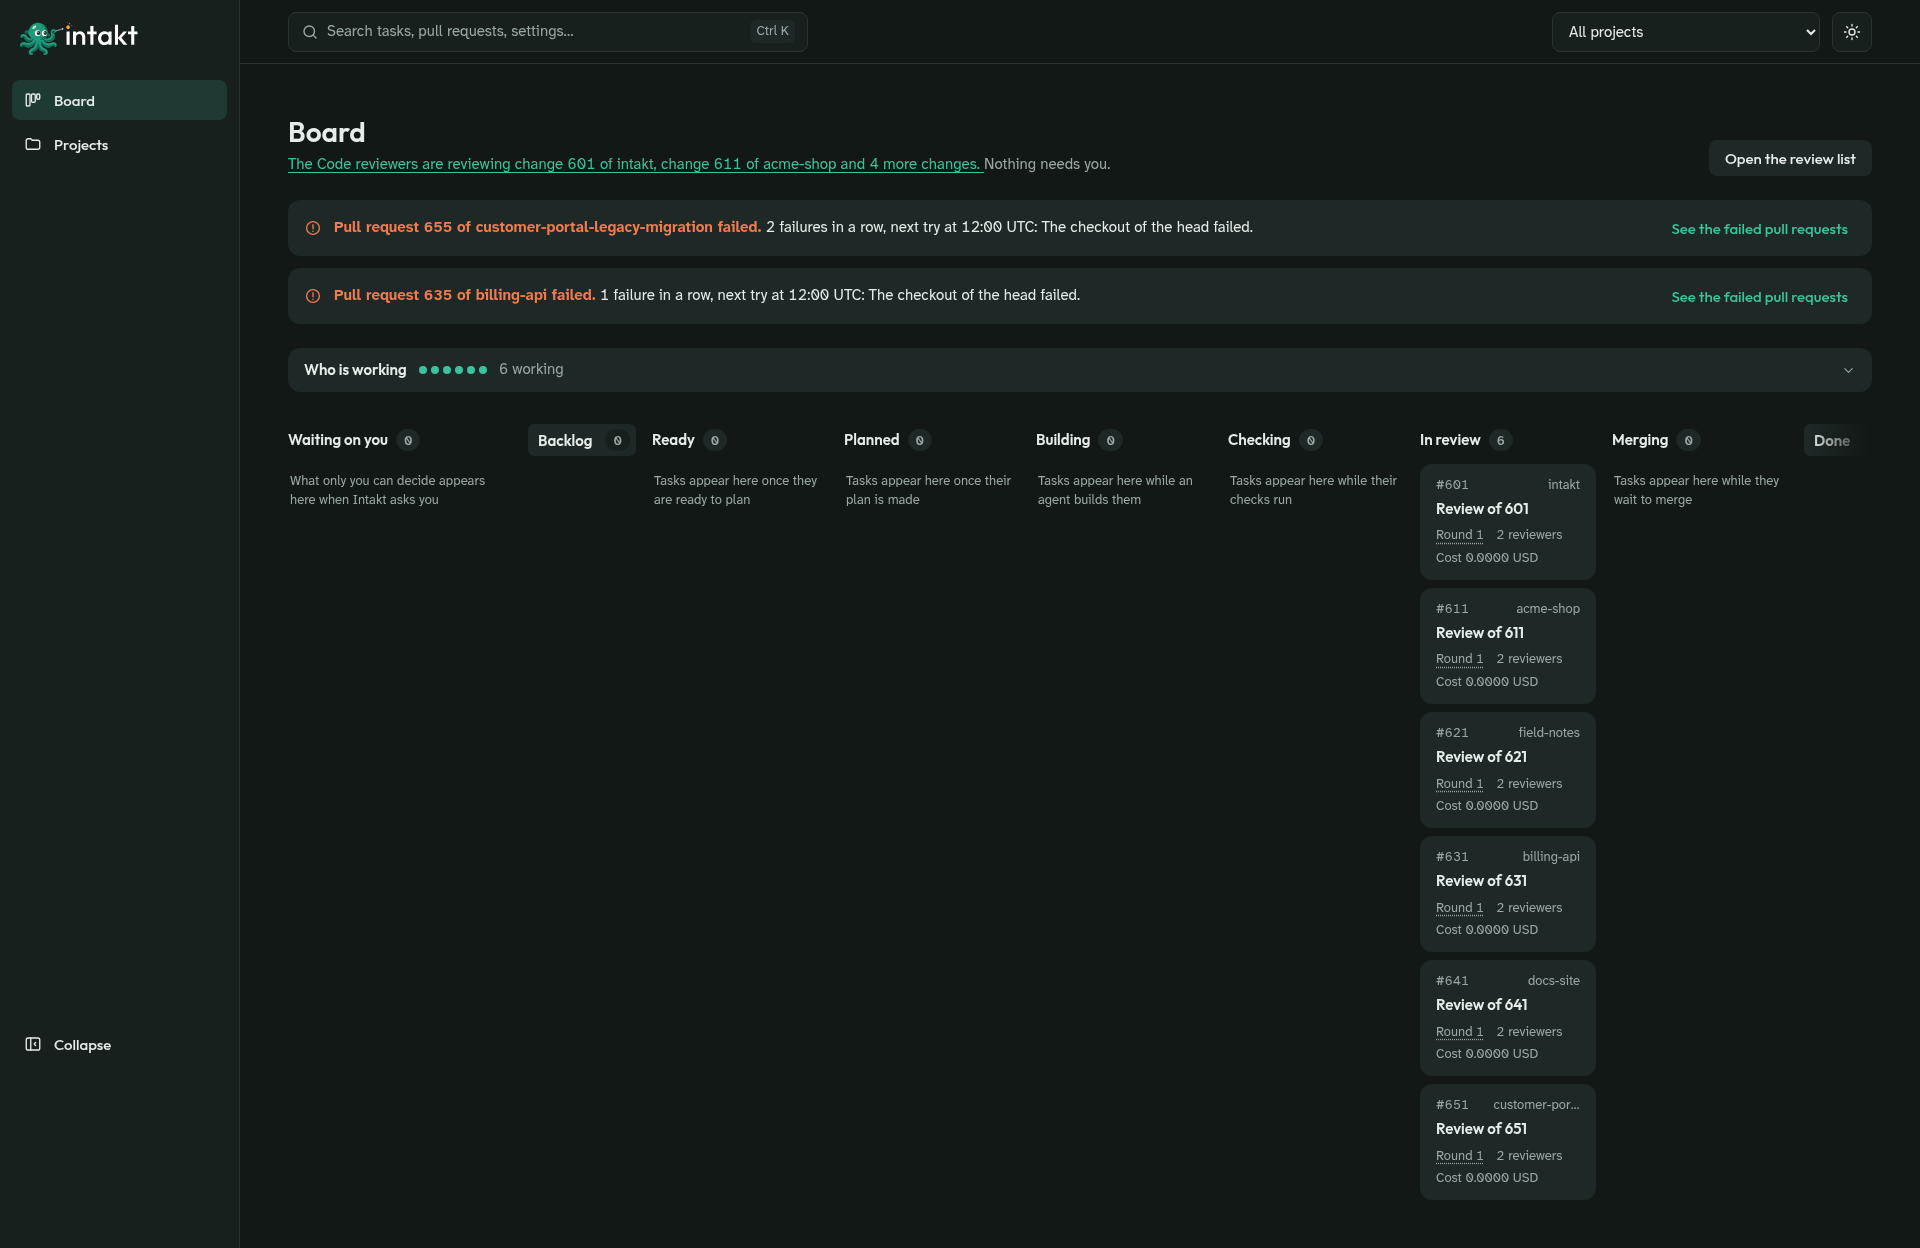 intakt
Search tasks, pull requests, settings...
Ctrl K
All projects
Board
Projects
Collapse
Board
The Code reviewers are reviewing change 601 of intakt, change 611 of acme-shop and 4 more changes. Nothing needs you.
Open the review list
Pull request 655 of customer-portal-legacy-migration failed. 2 failures in a row, next try at 12:00 UTC: The checkout of the head failed.
See the failed pull requests
Pull request 635 of billing-api failed. 1 failure in a row, next try at 12:00 UTC: The checkout of the head failed.
See the failed pull requests
Who is working 6 working
Waiting on you 0
What only you can decide appears
here when Intakt asks you
Backlog 0
Ready 0
Tasks appear here once they
are ready to plan
Planned 0
Tasks appear here once their
plan is made
Building 0
Tasks appear here while an
agent builds them
Checking 0
Tasks appear here while their
checks run
In review 6
#601 intakt
Review of 601
Round 1 2 reviewers
Cost 0.0000 USD
#611 acme-shop
Review of 611
Round 1 2 reviewers
Cost 0.0000 USD
#621 field-notes
Review of 621
Round 1 2 reviewers
Cost 0.0000 USD
#631 billing-api
Review of 631
Round 1 2 reviewers
Cost 0.0000 USD
#641 docs-site
Review of 641
Round 1 2 reviewers
Cost 0.0000 USD
#651 customer-por...
Review of 651
Round 1 2 reviewers
Cost 0.0000 USD
Merging 0
Tasks appear here while they
wait to merge
Done